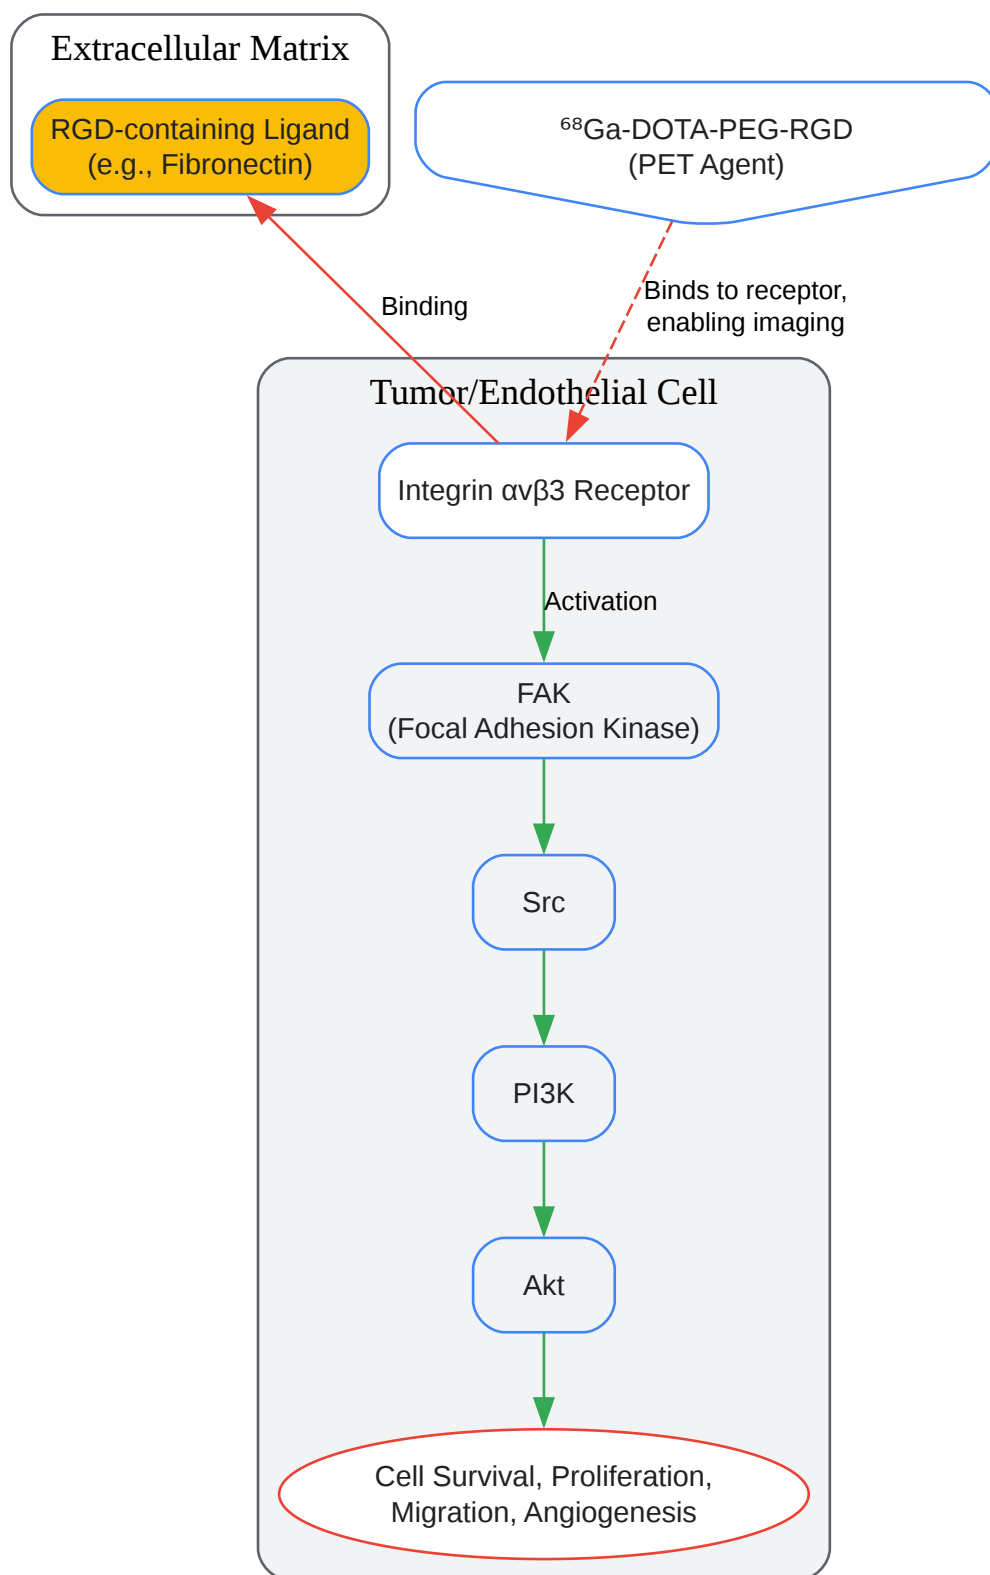 Extracellular Matrix
RGD-containing Ligand
(e.g., Fibronectin)
⁶⁸Ga-DOTA-PEG-RGD
(PET Agent)
Binding
Binds to receptor,
enabling imaging
Tumor/Endothelial Cell
Integrin αvβ3 Receptor
Activation
FAK
(Focal Adhesion Kinase)
Src
PI3K
Akt
Cell Survival, Proliferation,
Migration, Angiogenesis